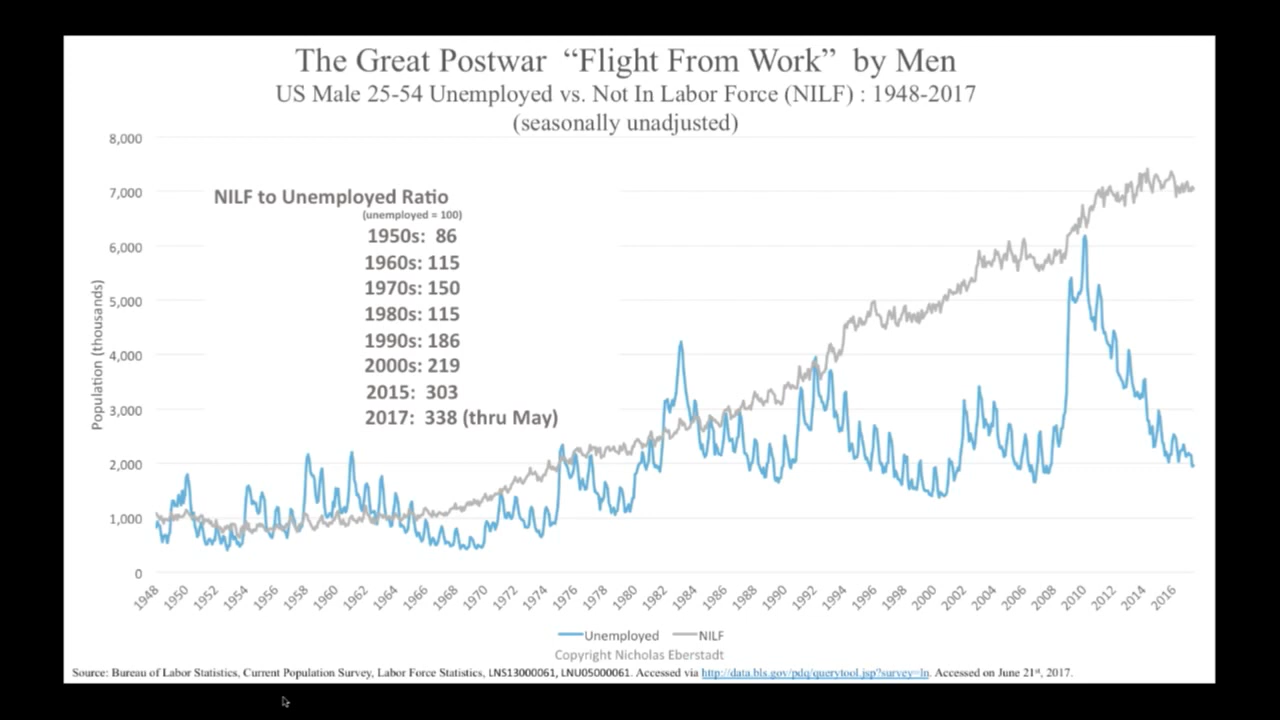 The Great Postwar “Flight From Work” by Men
US Male 25-54 Unemployed vs. Not In Labor Force (NILF) : 1948-2017
(seasonally unadjusted)
8,000
7,000
6,000
5,000
4,000
3,000
2,000
1,000
0
Population (thousands)
NILF to Unemployed Ratio
(unemployed = 100)
1950s: 86
1960s: 115
1970s: 150
1980s: 115
1990s: 186
2000s: 219
2015: 303
2017: 338 (thru May)
1948 1950 1952 1954 1956 1958 1960 1962 1964 1966 1968 1970 1972 1974 1976 1978 1980 1982 1984 1986 1988 1990 1992 1994 1996 1998 2000 2002 2004 2006 2008 2010 2012 2014 2016
Unemployed NILF
Copyright Nicholas Eberstadt
Source: Bureau of Labor Statistics, Current Population Survey, Labor Force Statistics, LNS13000061, LNU05000061. Accessed via http://data.bls.gov/pdq/querytool.jsp?survey=ln. Accessed on June 21st, 2017.